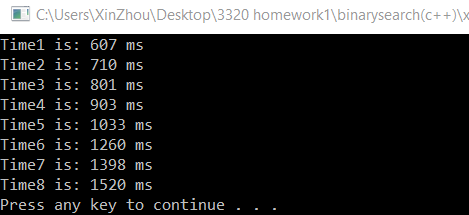 C:\Users\XinZhou\Desktop\3320 homework1\binarysearch(c++)\x
Time1 is: 607 ms
Time2 is: 710 ms
Time3 is: 801 ms
Time4 is: 903 ms
Time5 is: 1033 ms
Time6 is: 1260 ms
Time7 is: 1398 ms
Time8 is: 1520 ms
Press any key to continue . . .